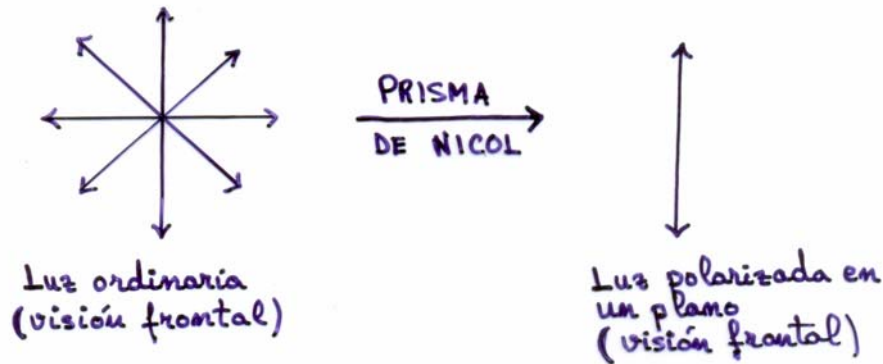 PRISMA
DE NICOL
Luz ordinaria
(visión frontal)
Luz polarizada en
un plano
(visión frontal)